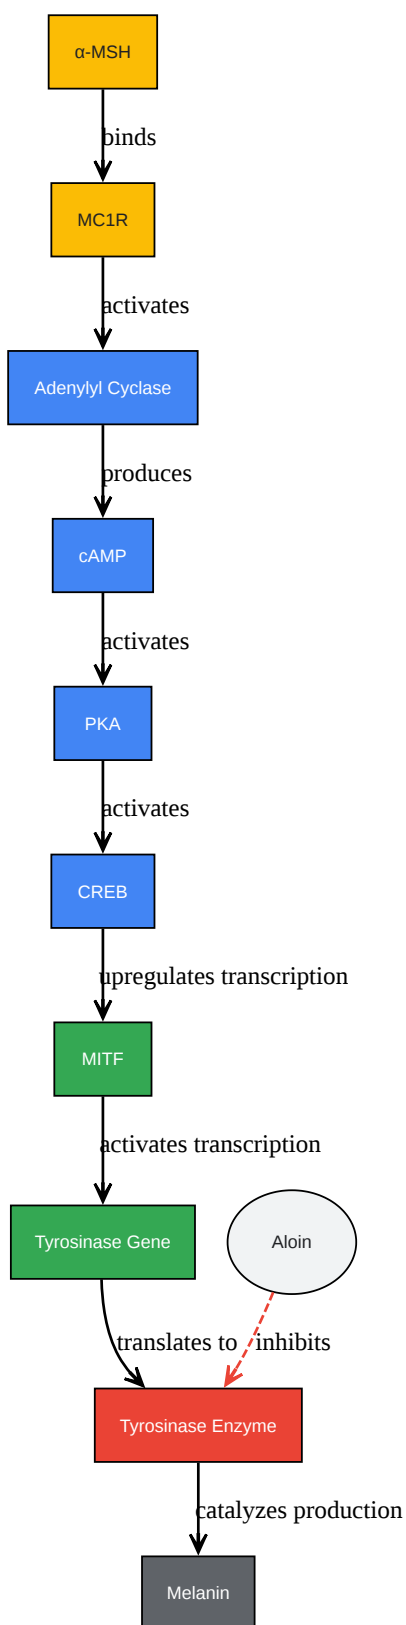 α-MSH
binds
MC1R
activates
Adenylyl Cyclase
produces
cAMP
activates
PKA
activates
CREB
upregulates transcription
MITF
activates transcription
Tyrosinase Gene
Aloin
translates to
inhibits
Tyrosinase Enzyme
catalyzes production
Melanin